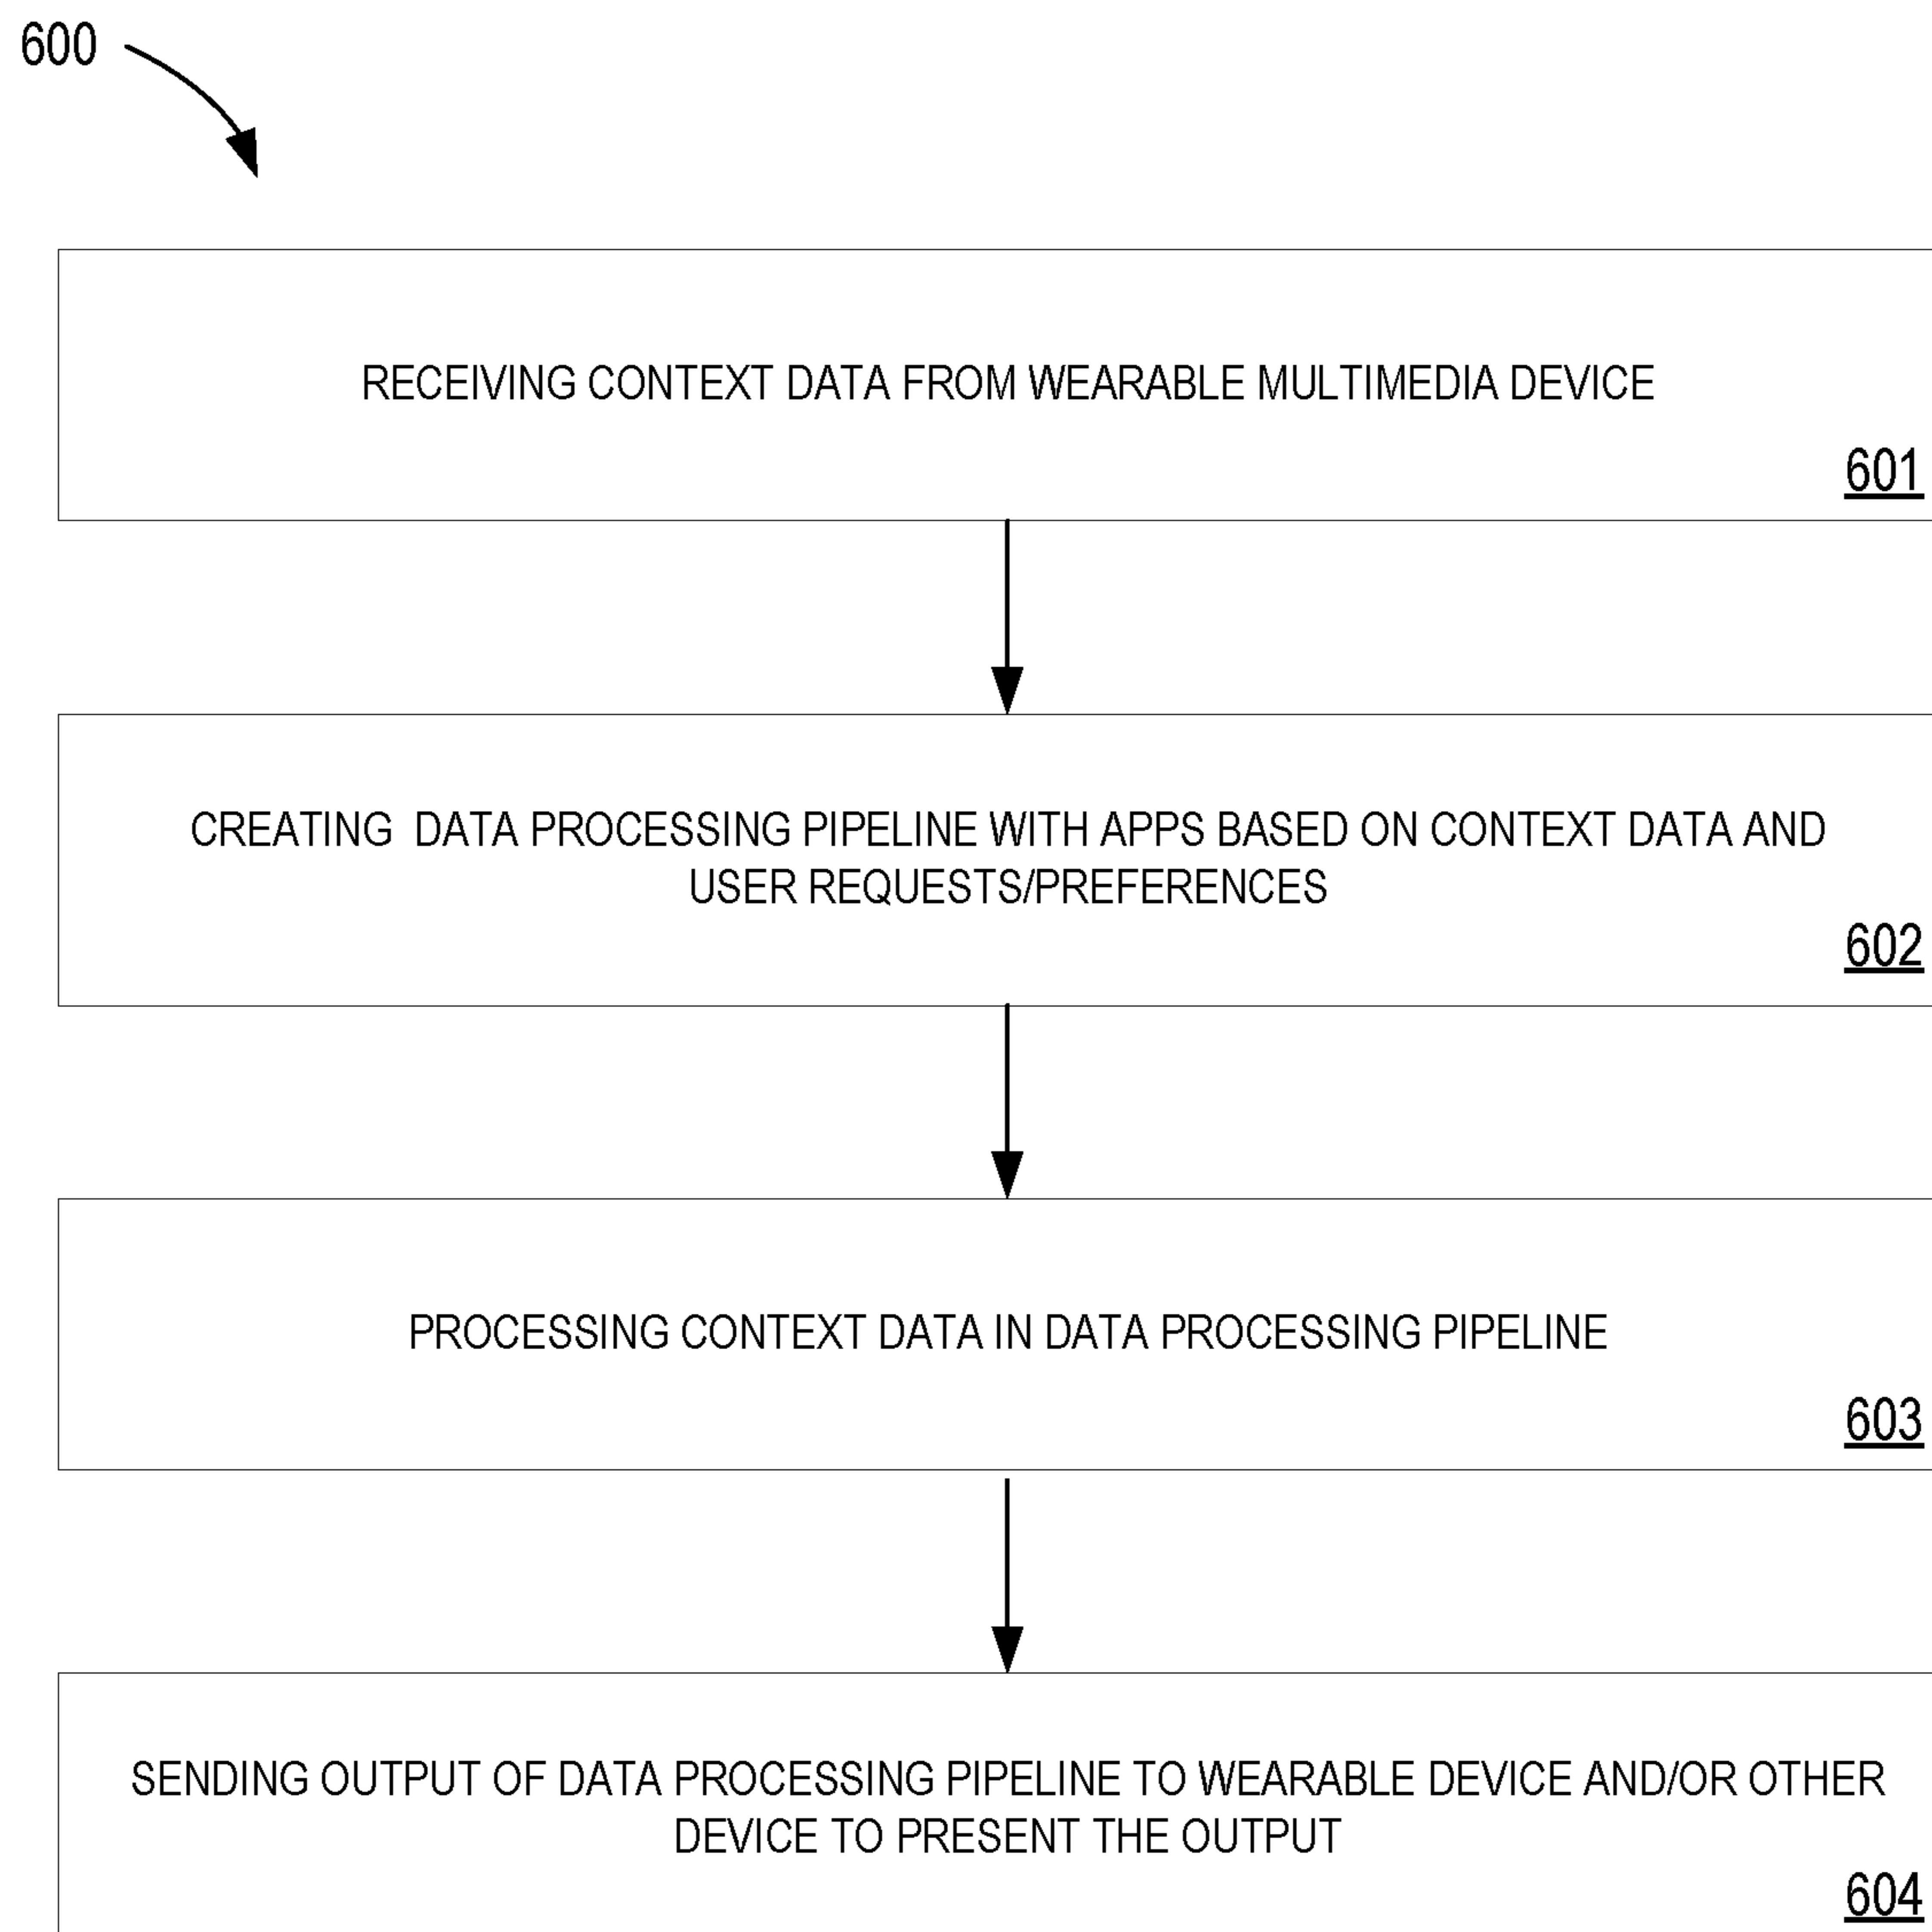 600
RECEIVING CONTEXT DATA FROM WEARABLE MULTIMEDIA DEVICE
601
CREATING DATA PROCESSING PIPELINE WITH APPS BASED ON CONTEXT DATA AND
USER REQUESTS/PREFERENCES
602
PROCESSING CONTEXT DATA IN DATA PROCESSING PIPELINE
603
SENDING OUTPUT OF DATA PROCESSING PIPELINE TO WEARABLE DEVICE AND/OR OTHER
DEVICE TO PRESENT THE OUTPUT
604